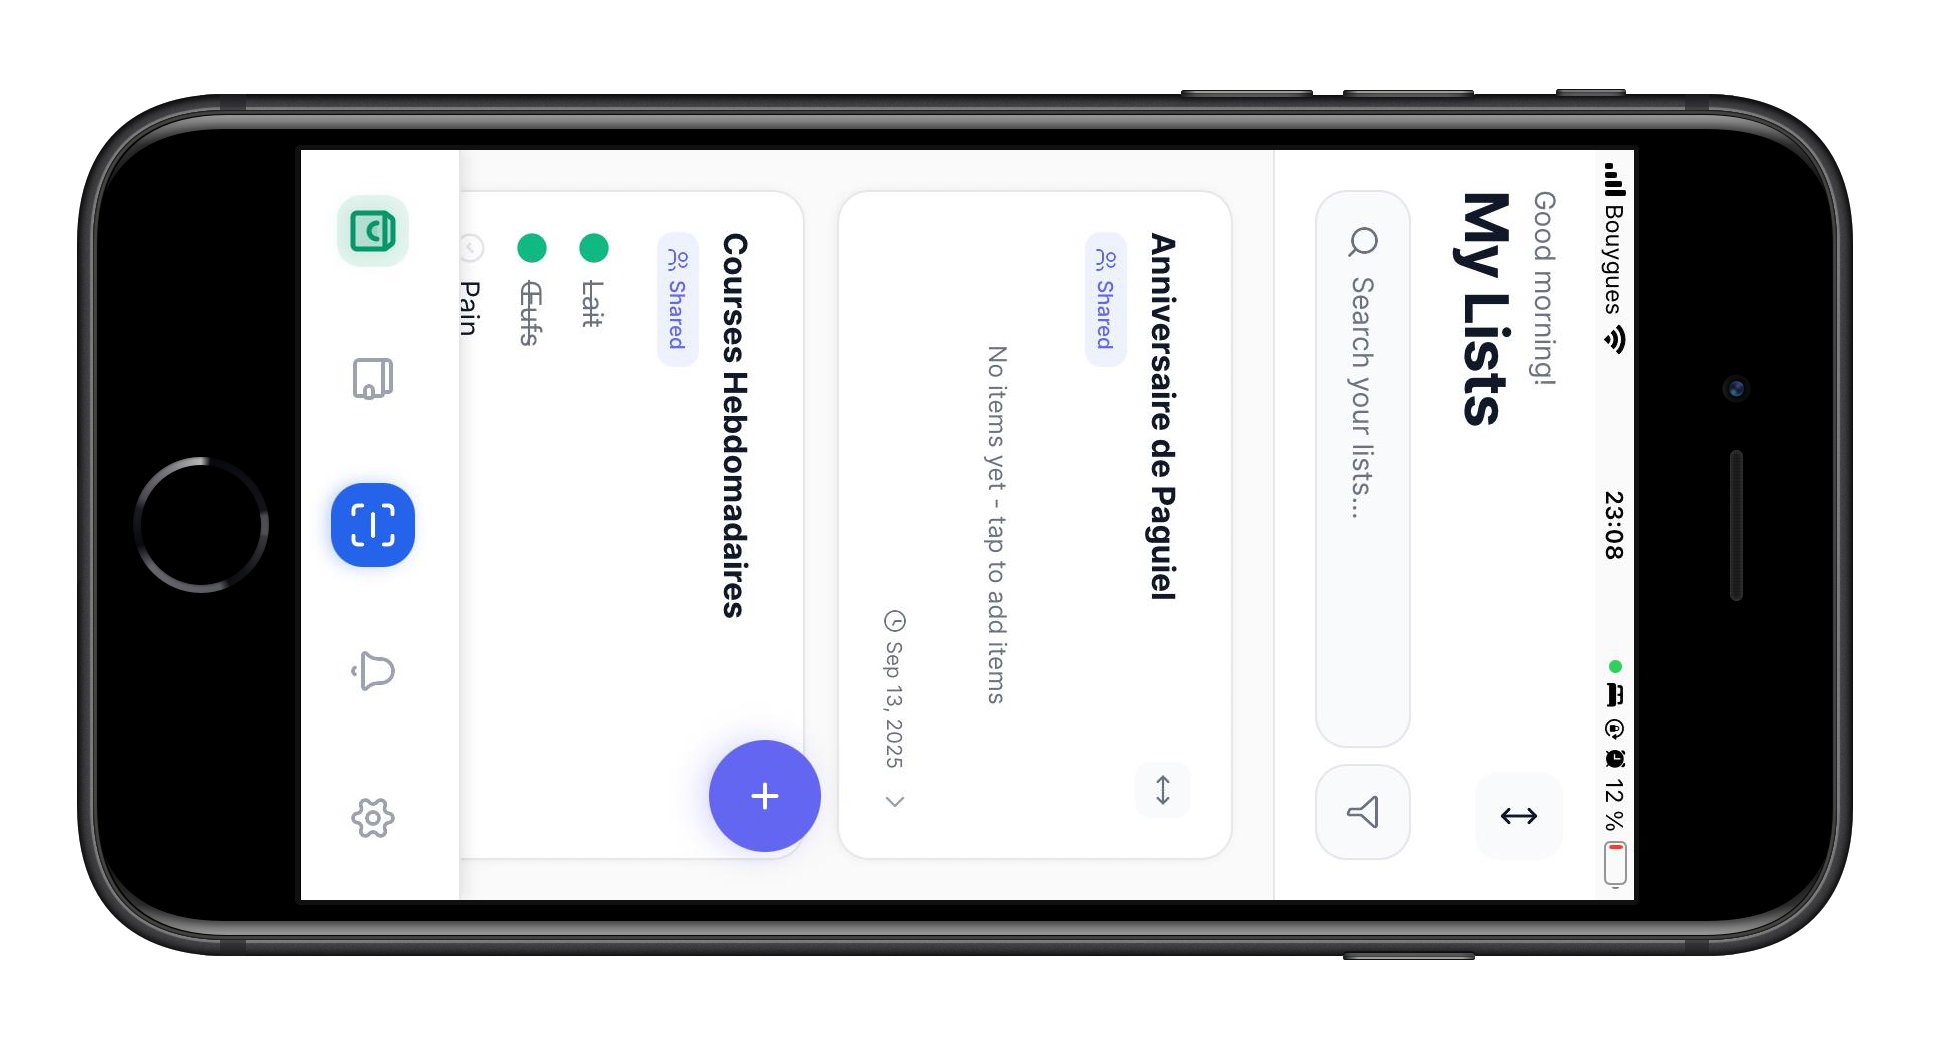 Bouygues 23:08 12 %
Good morning!
My Lists
Search your lists...
Anniversaire de Paguiel
Shared
No items yet - tap to add items
Sep 13, 2025
Courses Hebdomadaires
Shared
Lait
Œufs
Pain